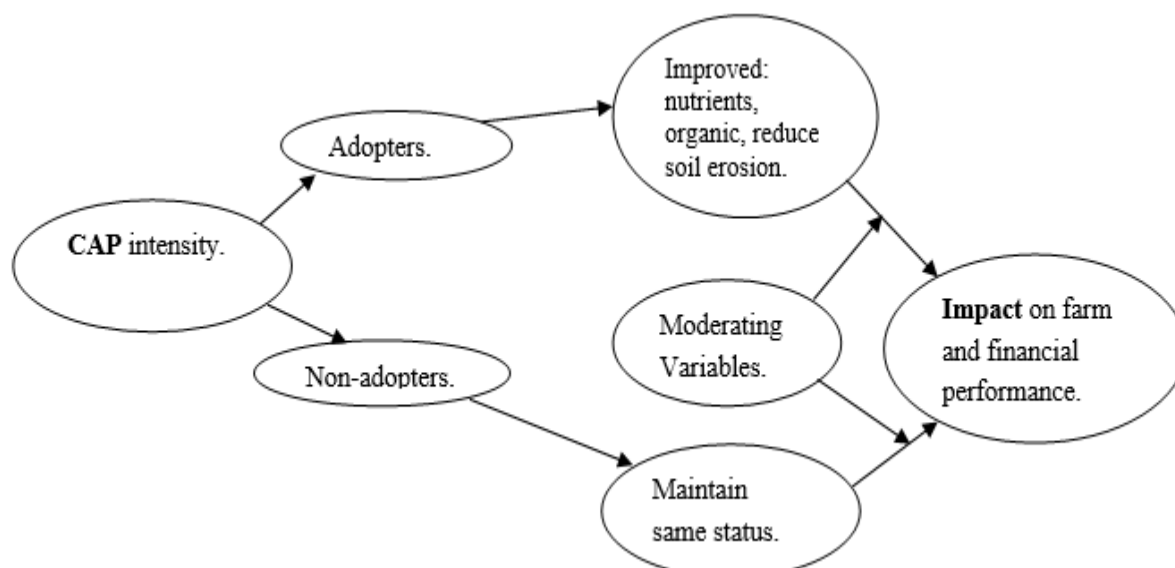 Improved:
nutrients,
organic, reduce
soil erosion.
Adopters.
CAP intensity.
Moderating
Variables.
Impact on farm
and financial
performance.
Non-adopters.
Maintain
same status.